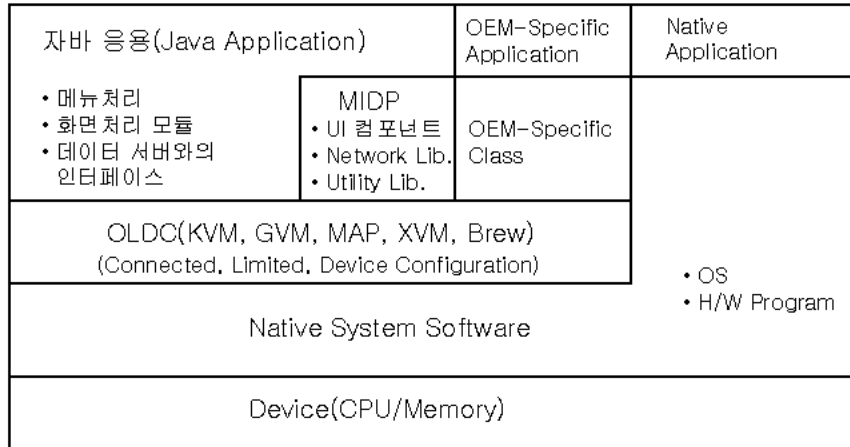 자바 응용(Java Application)
OEM-Specific
Application
Native
Application
• 메뉴처리
• 화면처리 모듈
• 데이터 서버와의
인터페이스
MIDP
• UI 컴포넌트
• Network Lib.
• Utility Lib.
OEM-Specific
Class
OLDC(KVM, GVM, MAP, XVM, Brew)
(Connected, Limited, Device Configuration)
• OS
• H/W Program
Native System Software
Device(CPU/Memory)